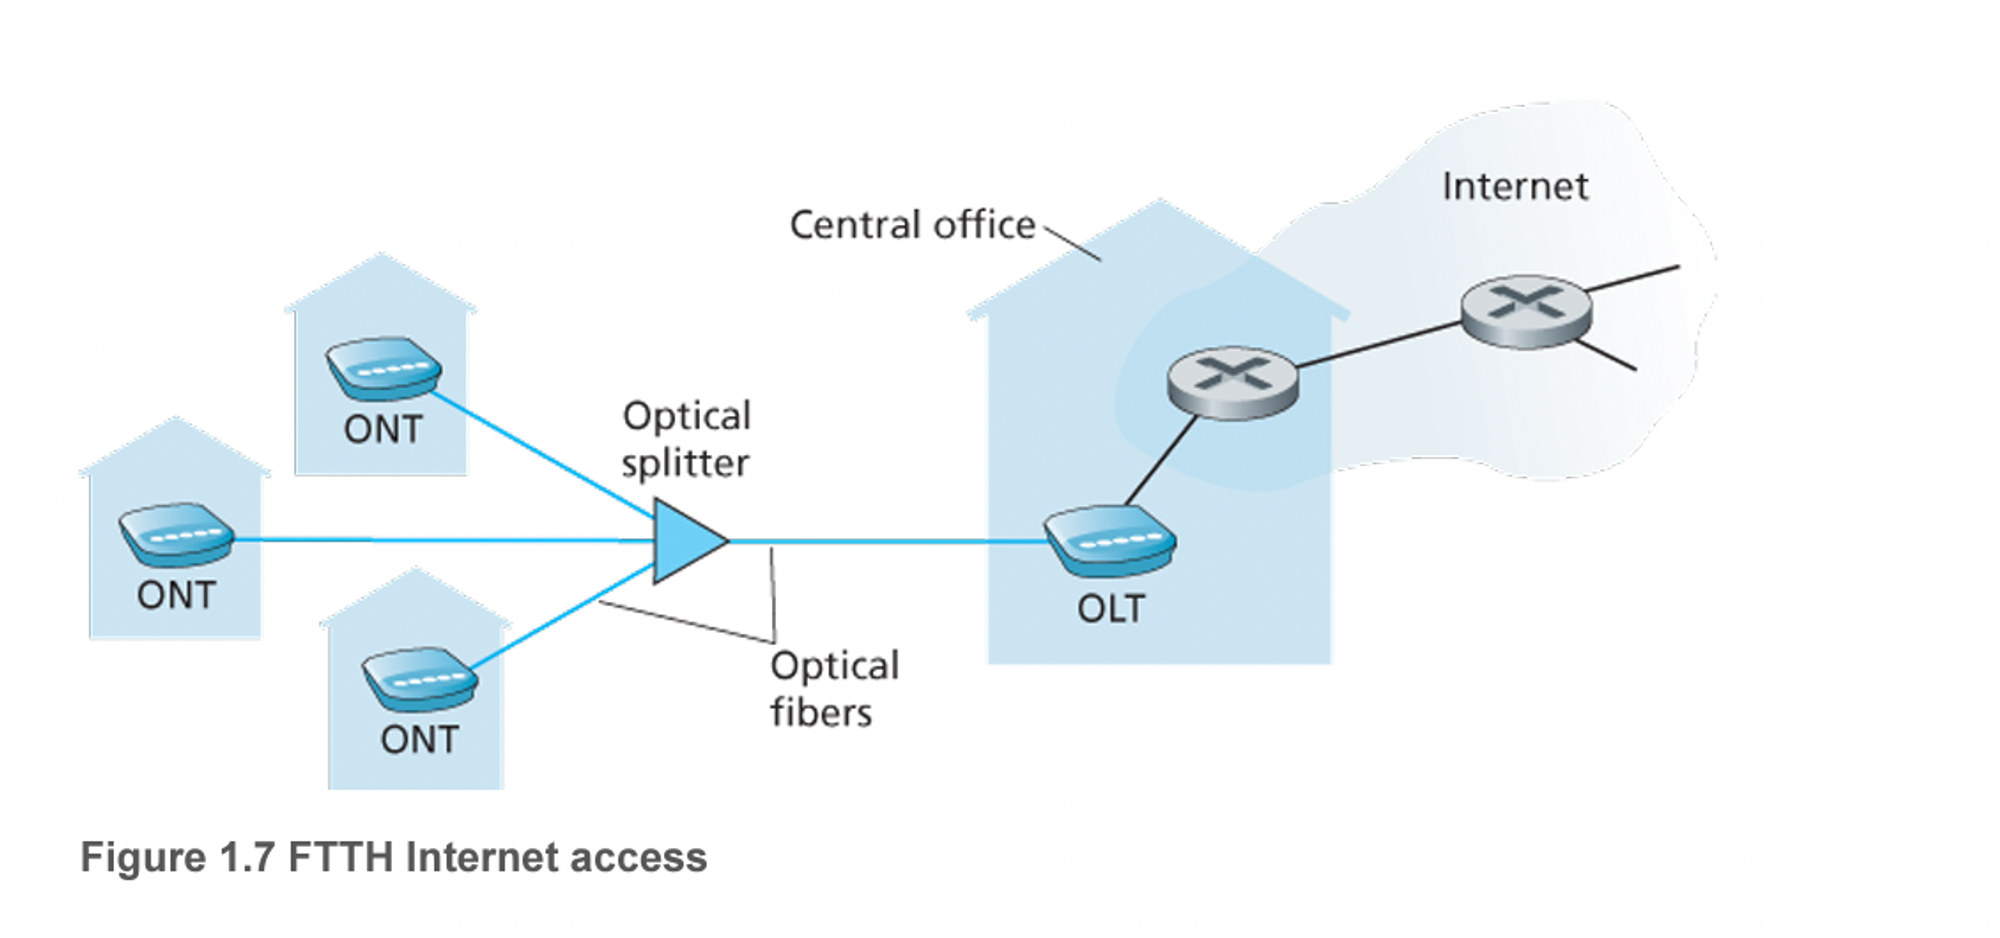 Internet
Central office
Optical
splitter
ONT
ONT
ONT
OLT
Optical
fibers
Figure 1.7 FTTH Internet access